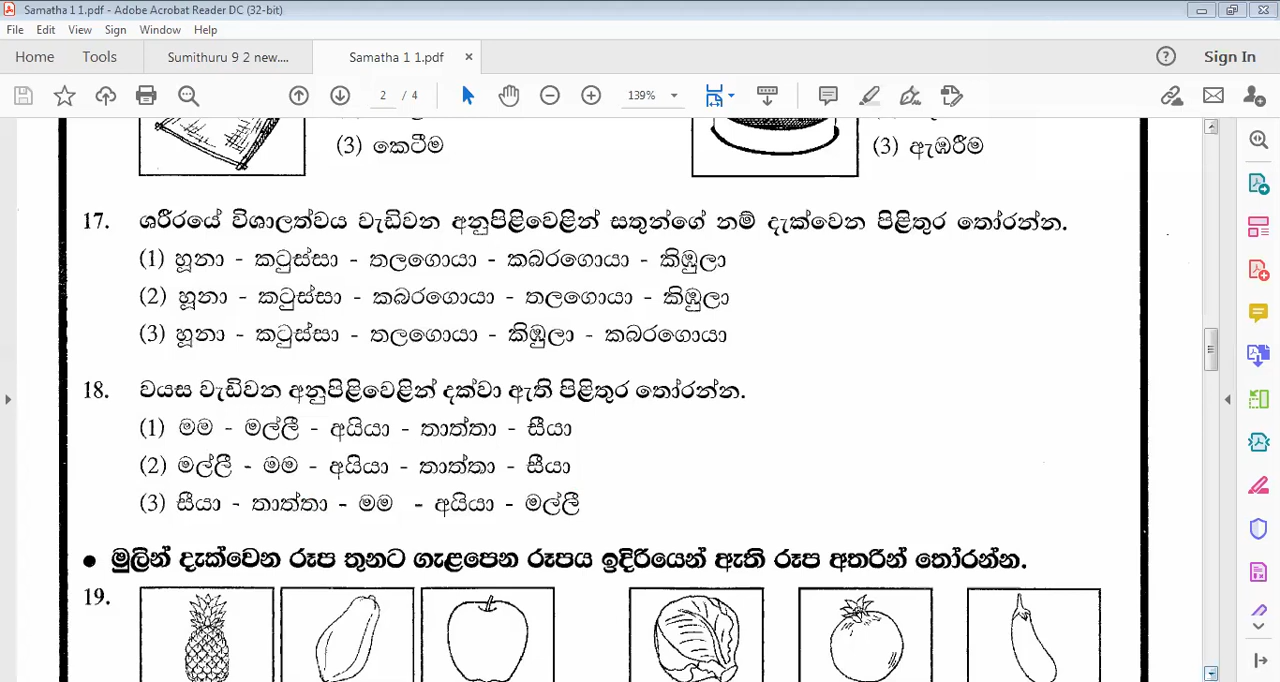 Samatha 1 1.pdf - Adobe Acrobat Reader DC (32-bit)
File Edit View Sign Window Help
Home Tools Sumithuru 9 2 new.... Samatha 1 1.pdf × Sign In
2 / 4 139%
(3) කෙටීම (3) ඇඹරීම
17. ශරීරයේ විශාලත්වය වැඩිවන අනුපිළිවෙළින් සතුන්ගේ නම් දැක්වෙන පිළිතුර තෝරන්න.
(1) හූනා - කටුස්සා - තලගොයා - කබරගොයා - කිඹුලා
(2) හූනා - කටුස්සා - කබරගොයා - තලගොයා - කිඹුලා
(3) හූනා - කටුස්සා - තලගොයා - කිඹුලා - කබරගොයා
18. වයස වැඩිවන අනුපිළිවෙළින් දක්වා ඇති පිළිතුර තෝරන්න.
(1) මම - මල්ලී - අයියා - තාත්තා - සීයා
(2) මල්ලී - මම - අයියා - තාත්තා - සීයා
(3) සීයා - තාත්තා - මම - අයියා - මල්ලී
• මුලින් දැක්වෙන රූප තුනට ගැළපෙන රූපය ඉදිරියෙන් ඇති රූප අතරින් තෝරන්න.
19.